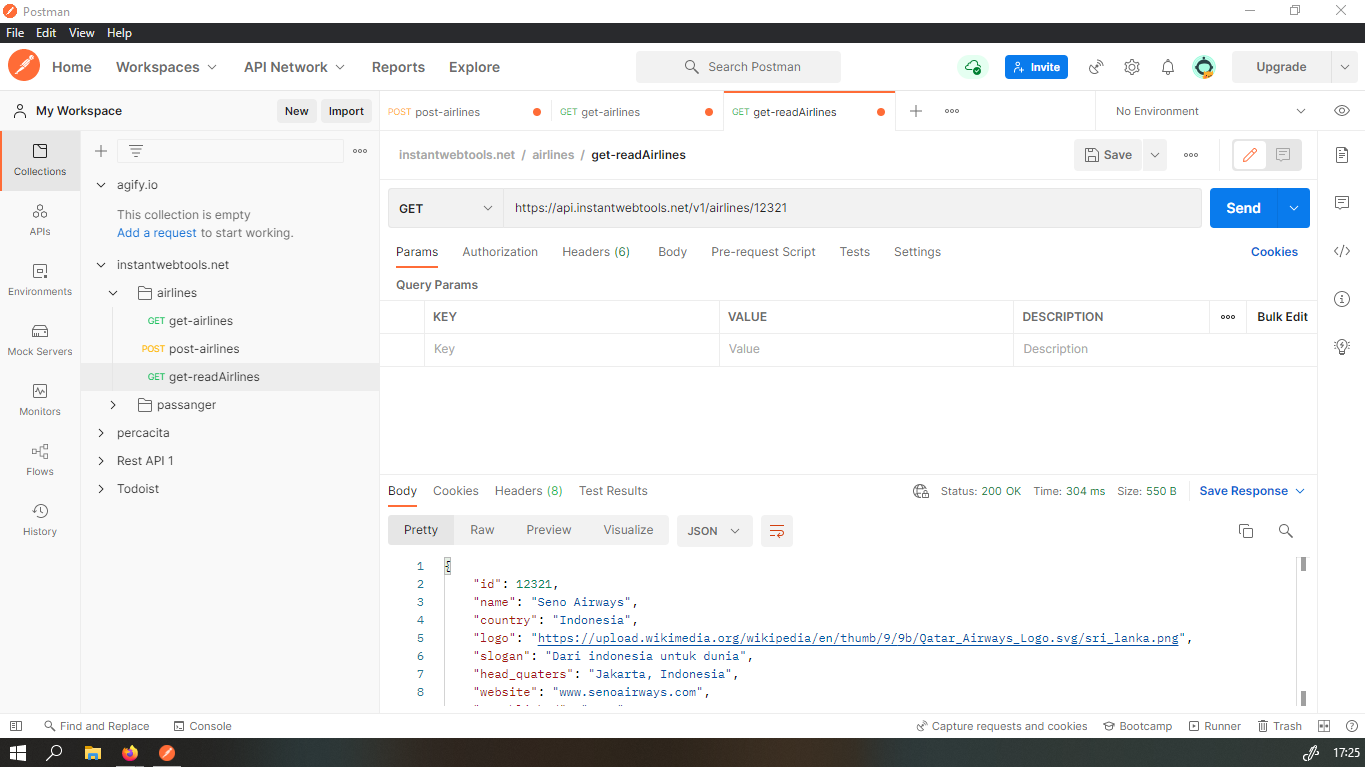 Postman
File Edit View Help
Home Workspaces API Network Reports Explore Search Postman Invite Upgrade
My Workspace New Import POST post-airlines GET get-airlines GET get-readAirlines No Environment
Collections
APIs
Environments
Mock Servers
Monitors
Flows
History
agify.io
This collection is empty
Add a request to start working.
instantwebtools.net
airlines
GET get-airlines
POST post-airlines
GET get-readAirlines
passanger
percacita
Rest API 1
Todoist
instantwebtools.net / airlines / get-readAirlines Save
GET https://api.instantwebtools.net/v1/airlines/12321 Send
Params Authorization Headers (6) Body Pre-request Script Tests Settings Cookies
Query Params
KEY VALUE DESCRIPTION Bulk Edit
Key Value Description
Body Cookies Headers (8) Test Results Status: 200 OK Time: 304 ms Size: 550 B Save Response
Pretty Raw Preview Visualize JSON
1 {
2 "id": 12321,
3 "name": "Seno Airways",
4 "country": "Indonesia",
5 "logo": "https://upload.wikimedia.org/wikipedia/en/thumb/9/9b/Qatar_Airways_Logo.svg/sri_lanka.png",
6 "slogan": "Dari indonesia untuk dunia",
7 "head_quaters": "Jakarta, Indonesia",
8 "website": "www.senoairways.com",
Find and Replace Console Capture requests and cookies Bootcamp Runner Trash
17:25